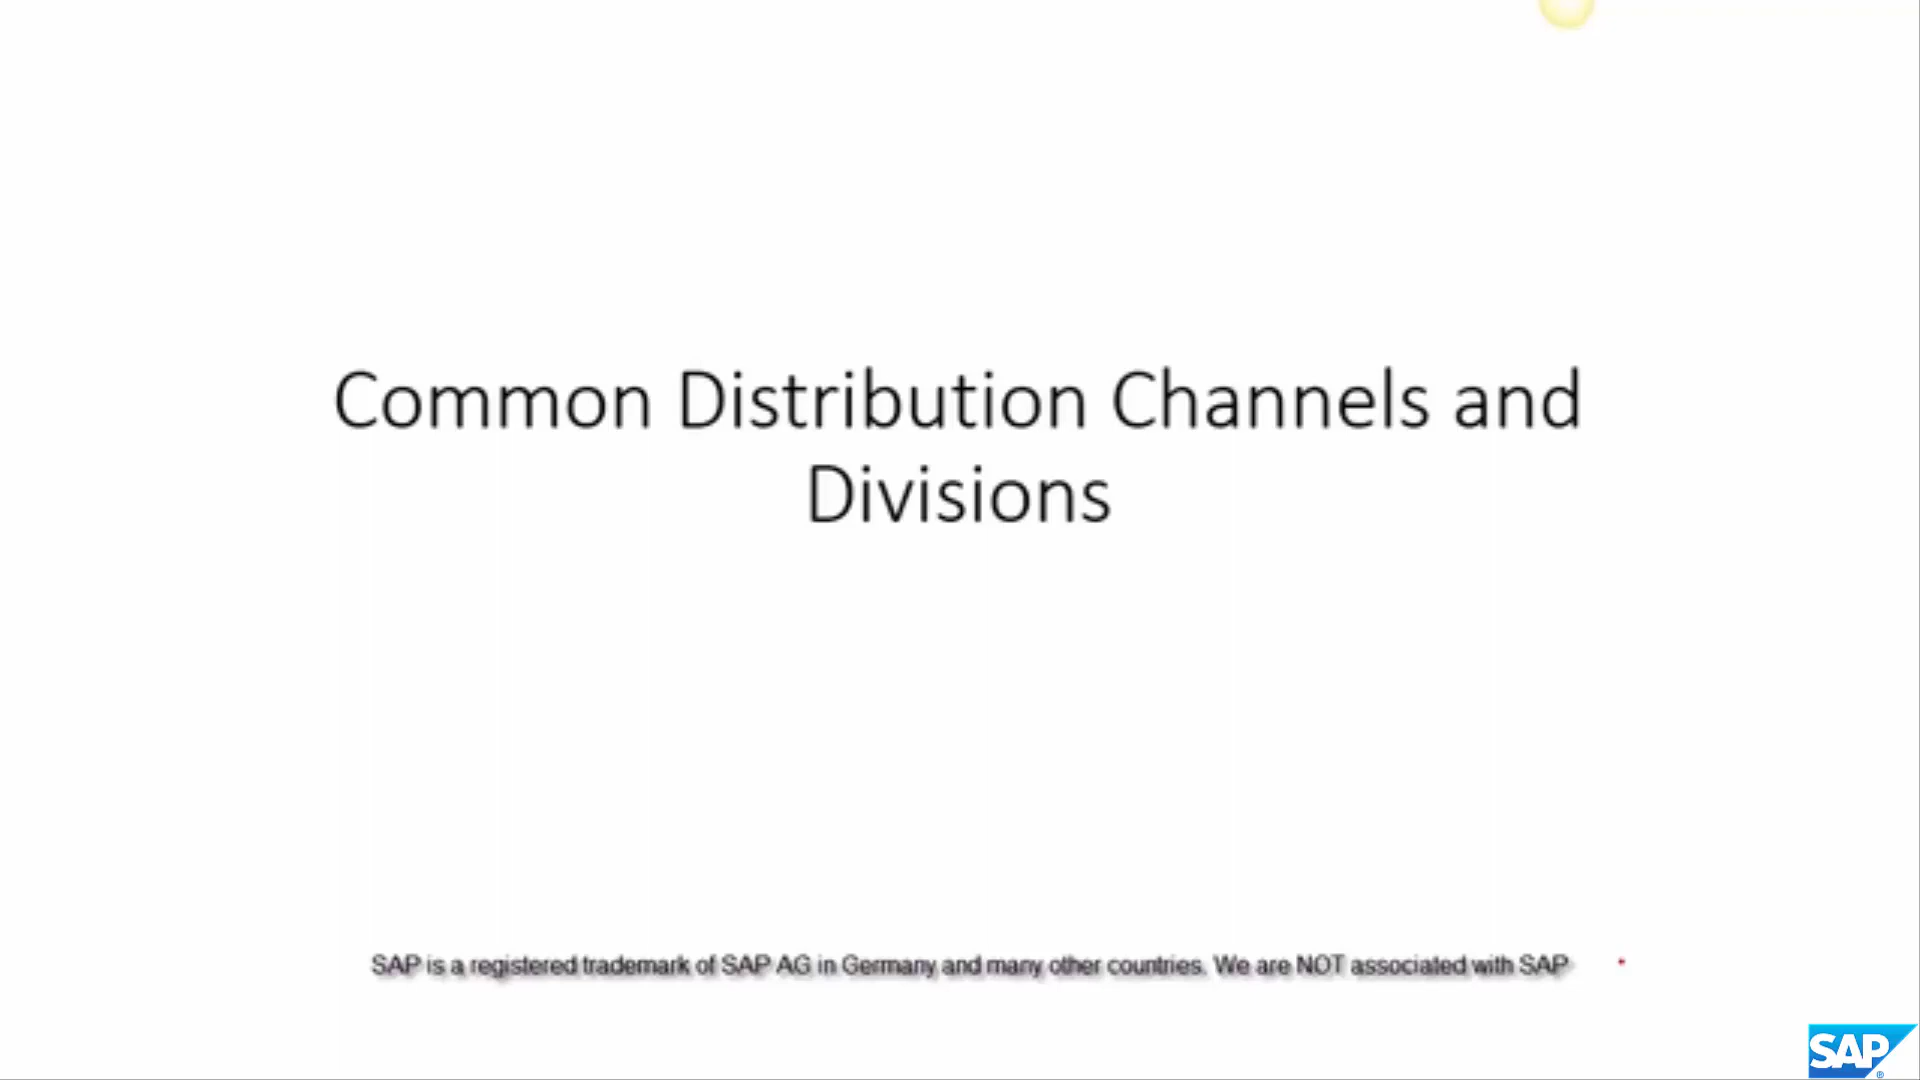 Common Distribution Channels and
Divisions
SAP is a registered trademark of SAP AG in Germany and many other countries. We are NOT associated with SAP
SAP®